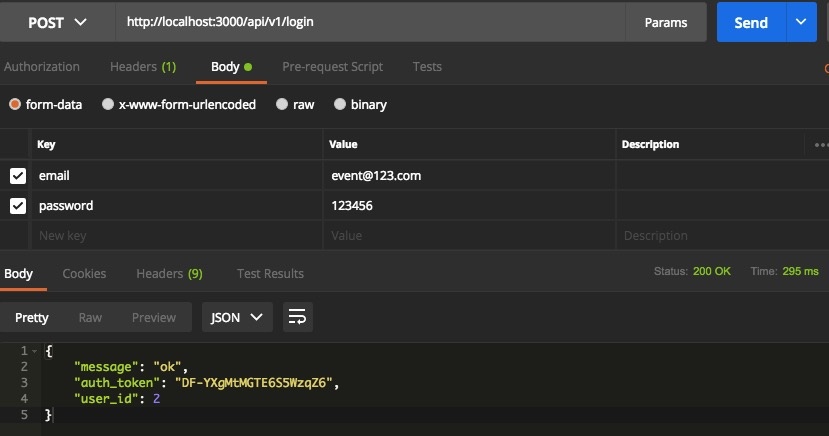 POST http://localhost:3000/api/v1/login Params Send
Authorization Headers (1) Body Pre-request Script Tests
form-data x-www-form-urlencoded raw binary
Key Value Description
email event@123.com
password 123456
New key Value Description
Body Cookies Headers (9) Test Results Status: 200 OK Time: 295 ms
Pretty Raw Preview JSON
1 {
2 "message": "ok",
3 "auth_token": "DF-YXgMtMGTE6S5WzqZ6",
4 "user_id": 2
5 }